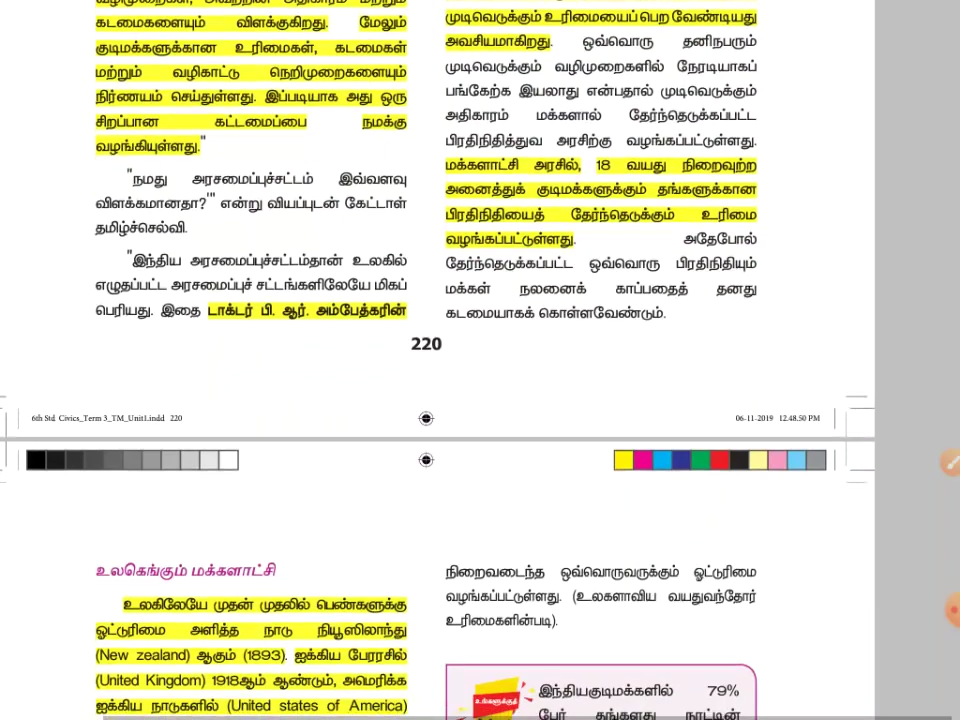 கடமைகளையும் விளக்குகிறது. மேலும்
குடிமக்களுக்கான உரிமைகள், கடமைகள்
மற்றும் வழிகாட்டு நெறிமுறைகளையும்
நிர்ணயம் செய்துள்ளது. இப்படியாக அது ஒரு
சிறப்பான கட்டமைப்பை நமக்கு
வழங்கியுள்ளது."
"நமது அரசமைப்புச்சட்டம் இவ்வளவு
விளக்கமானதா?'" என்று வியப்புடன் கேட்டாள்
தமிழ்ச்செல்வி.
"இந்திய அரசமைப்புச்சட்டம்தான் உலகில்
எழுதப்பட்ட அரசமைப்புச் சட்டங்களிலேயே மிகப்
பெரியது. இதை டாக்டர் பி. ஆர். அம்பேத்கரின்
முடிவெடுக்கும் உரிமையைப் பெற வேண்டியது
அவசியமாகிறது. ஒவ்வொரு தனிநபரும்
முடிவெடுக்கும் வழிமுறைகளில் நேரடியாகப்
பங்கேற்க இயலாது என்பதால் முடிவெடுக்கும்
அதிகாரம் மக்களால் தேர்ந்தெடுக்கப்பட்ட
பிரதிநிதித்துவ அரசிற்கு வழங்கப்பட்டுள்ளது.
மக்களாட்சி அரசில், 18 வயது நிறைவுற்ற
அனைத்துக் குடிமக்களுக்கும் தங்களுக்கான
பிரதிநிதியைத் தேர்ந்தெடுக்கும் உரிமை
வழங்கப்பட்டுள்ளது. அதேபோல்
தேர்ந்தெடுக்கப்பட்ட ஒவ்வொரு பிரதிநிதியும்
மக்கள் நலனைக் காப்பதைத் தனது
கடமையாகக் கொள்ளவேண்டும்.
220
6th Std Civics_Term 3_TM_Unit1.indd 220
06-11-2019 12.48.50 PM
உலகெங்கும் மக்களாட்சி
உலகிலேயே முதன் முதலில் பெண்களுக்கு
ஓட்டுரிமை அளித்த நாடு நியூஸிலாந்து
(New zealand) ஆகும் (1893). ஐக்கிய பேரரசில்
(United Kingdom) 1918ஆம் ஆண்டும், அமெரிக்க
ஐக்கிய நாடுகளில் (United states of America)
நிறைவடைந்த ஒவ்வொருவருக்கும் ஓட்டுரிமை
வழங்கப்பட்டுள்ளது. (உலகளாவிய வயதுவந்தோர்
உரிமைகளின்படி).
உங்களுக்குத்
இந்தியகுடிமக்களில் 79%
பேர் தங்களது நாட்டின்